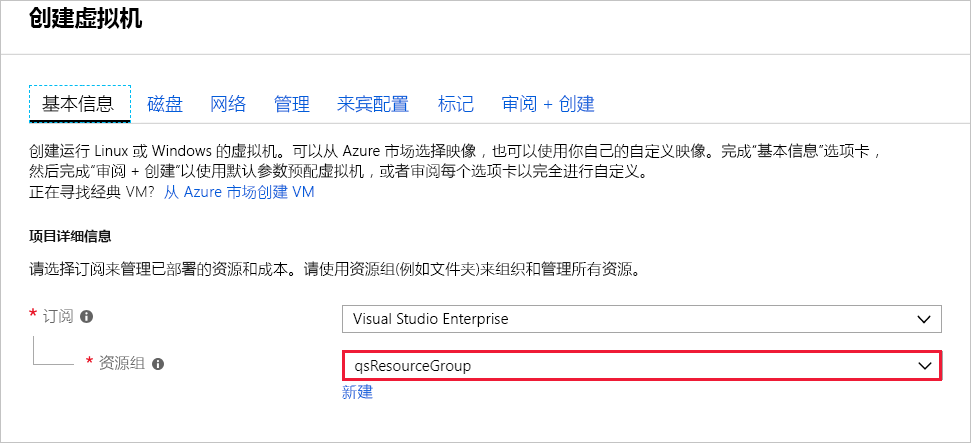 创建虚拟机
基本信息 磁盘 网络 管理 来宾配置 标记 审阅 + 创建
创建运行 Linux 或 Windows 的虚拟机。可以从 Azure 市场选择映像，也可以使用你自己的自定义映像。完成“基本信息”选项卡，
然后完成“审阅 + 创建”以使用默认参数预配虚拟机，或者审阅每个选项卡以完全进行自定义。
正在寻找经典 VM? 从 Azure 市场创建 VM
项目详细信息
请选择订阅来管理已部署的资源和成本。请使用资源组(例如文件夹)来组织和管理所有资源。
* 订阅 Visual Studio Enterprise
* 资源组 qsResourceGroup
新建